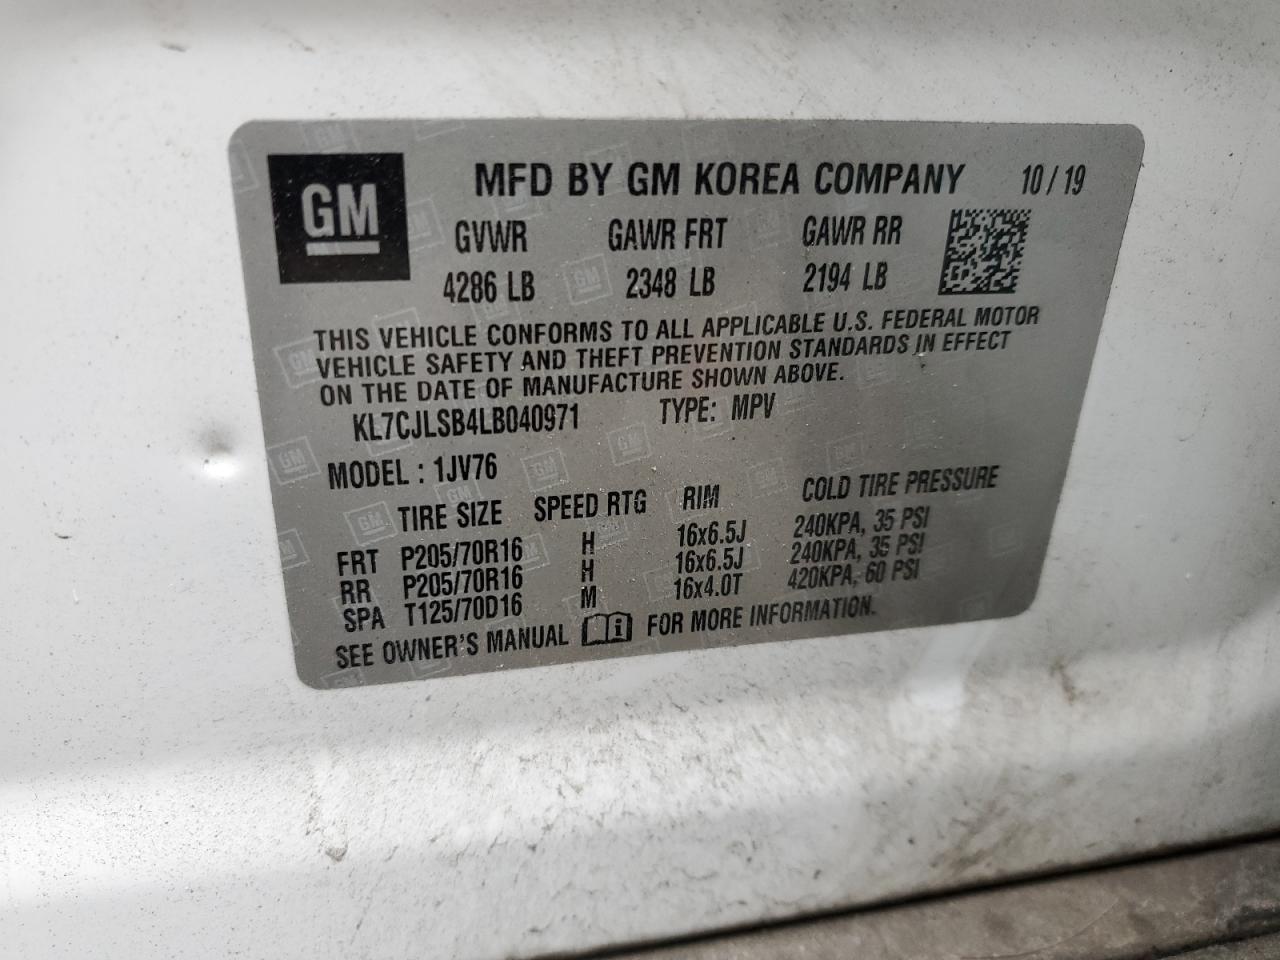 GM
MFD BY GM KOREA COMPANY 10/19
GVWR GAWR FRT GAWR RR
4286 LB 2348 LB 2194 LB
THIS VEHICLE CONFORMS TO ALL APPLICABLE U.S. FEDERAL MOTOR
VEHICLE SAFETY AND THEFT PREVENTION STANDARDS IN EFFECT
ON THE DATE OF MANUFACTURE SHOWN ABOVE.
KL7CJLSB4LB040971 TYPE: MPV
MODEL : 1JV76
TIRE SIZE SPEED RTG RIM COLD TIRE PRESSURE
FRT P205/70R16 H 16x6.5J 240KPA, 35 PSI
RR P205/70R16 H 16x6.5J 240KPA, 35 PSI
SPA T125/70D16 M 16x4.0T 420KPA, 60 PSI
SEE OWNER'S MANUAL i FOR MORE INFORMATION.